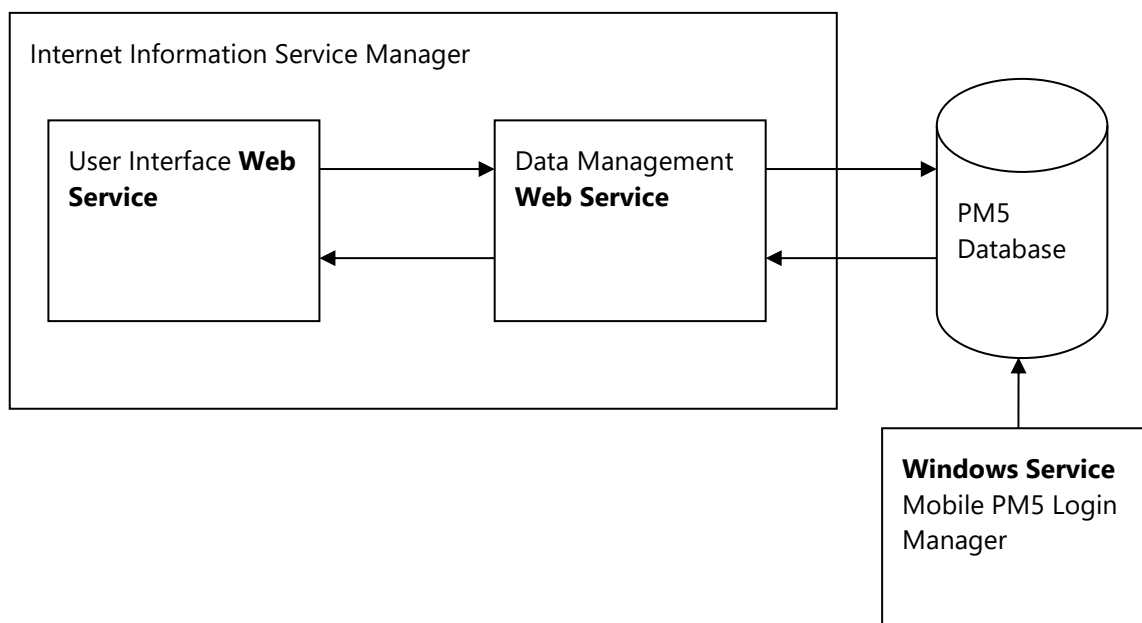 Internet Information Service Manager
User Interface Web
Service
Data Management
Web Service
PM5
Database
Windows Service
Mobile PM5 Login
Manager